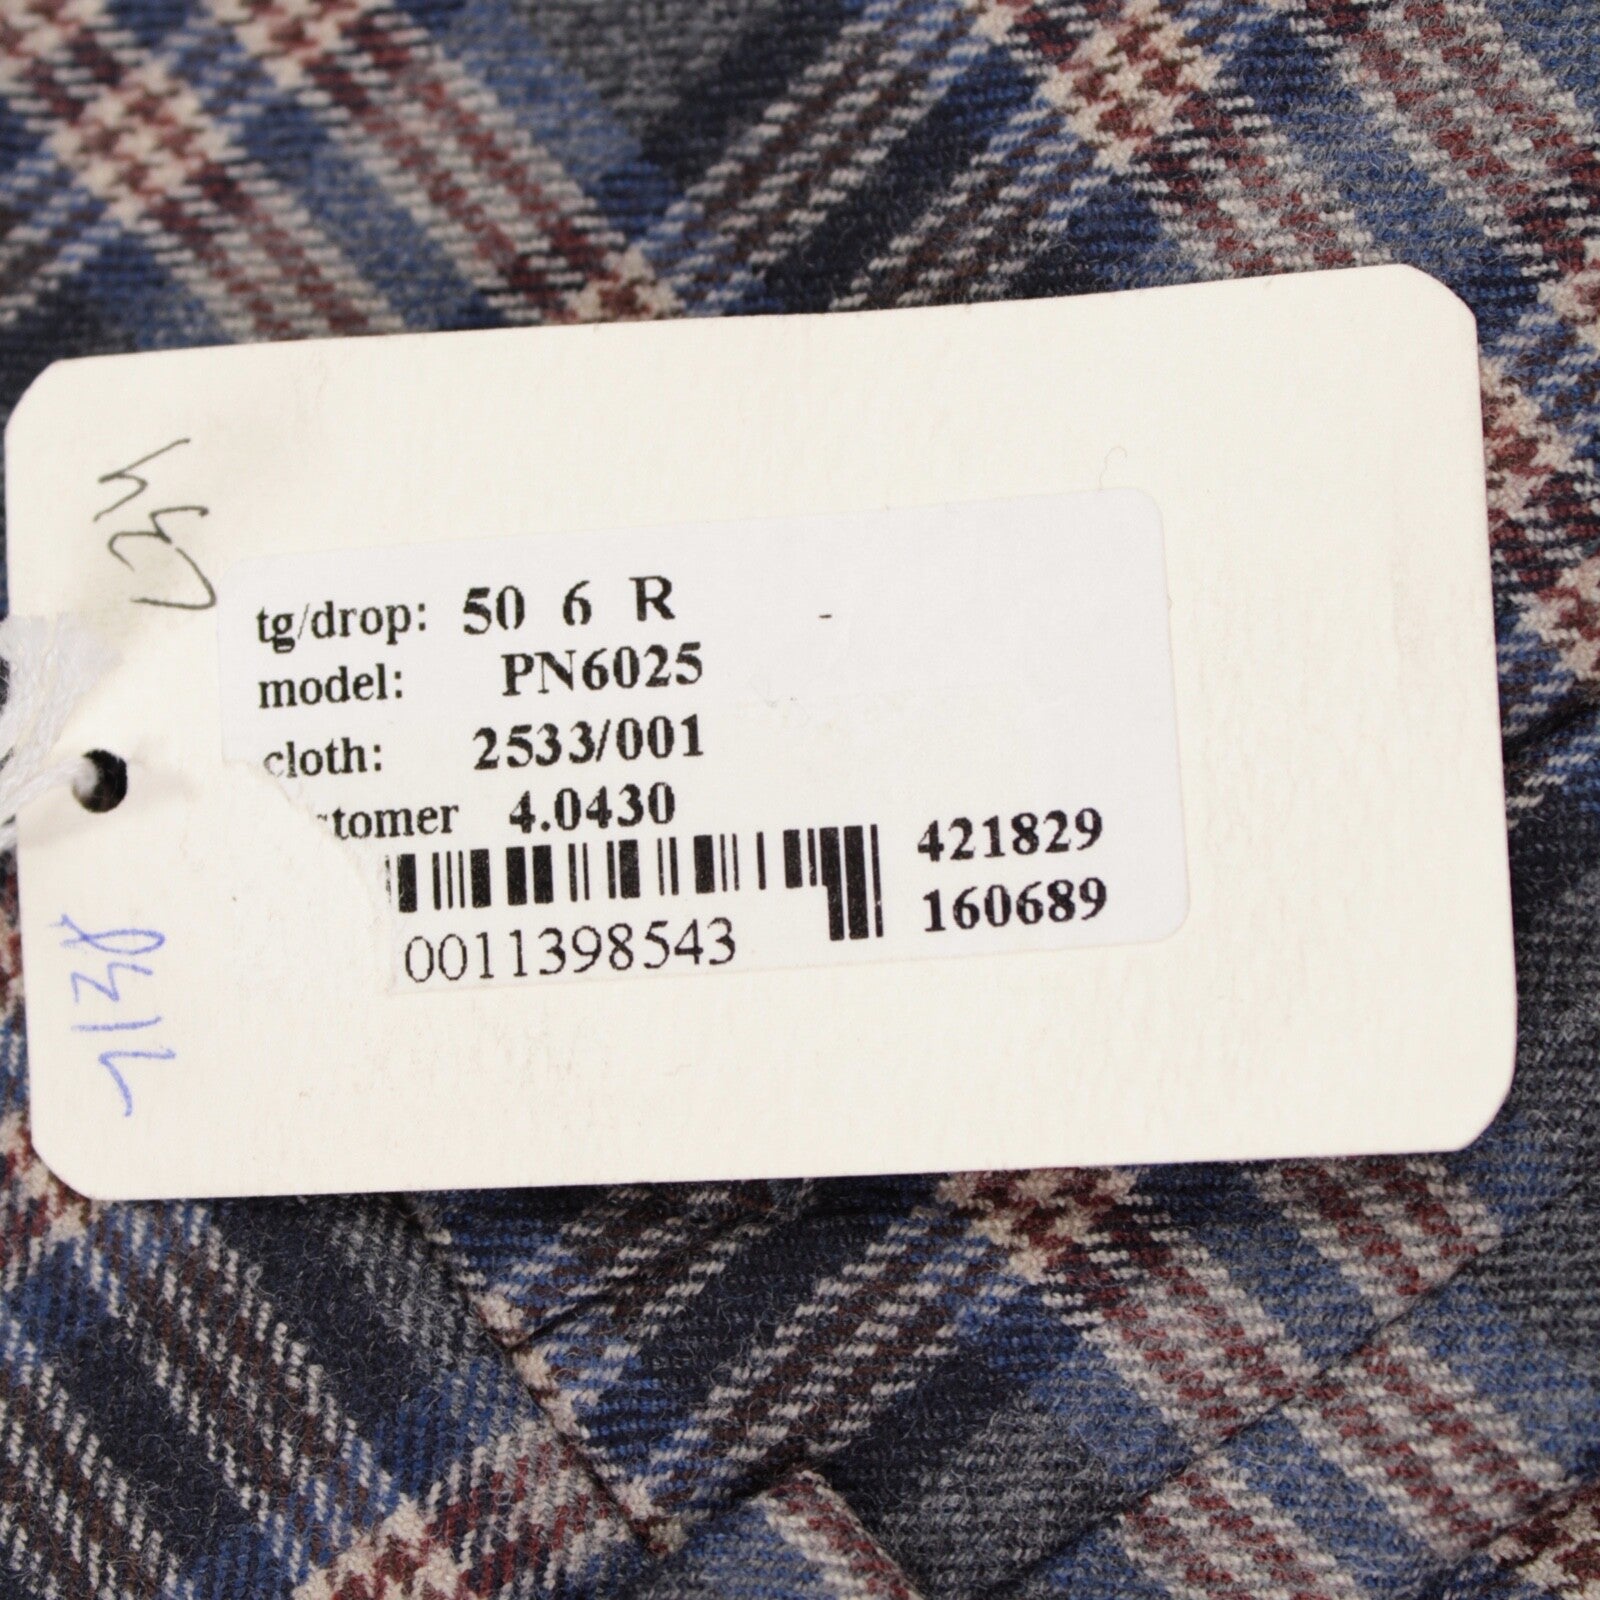 tg/drop: 50 6 R -
model: PN6025
cloth: 2533/001
stomer 4.0430
421829
160689
0011398543